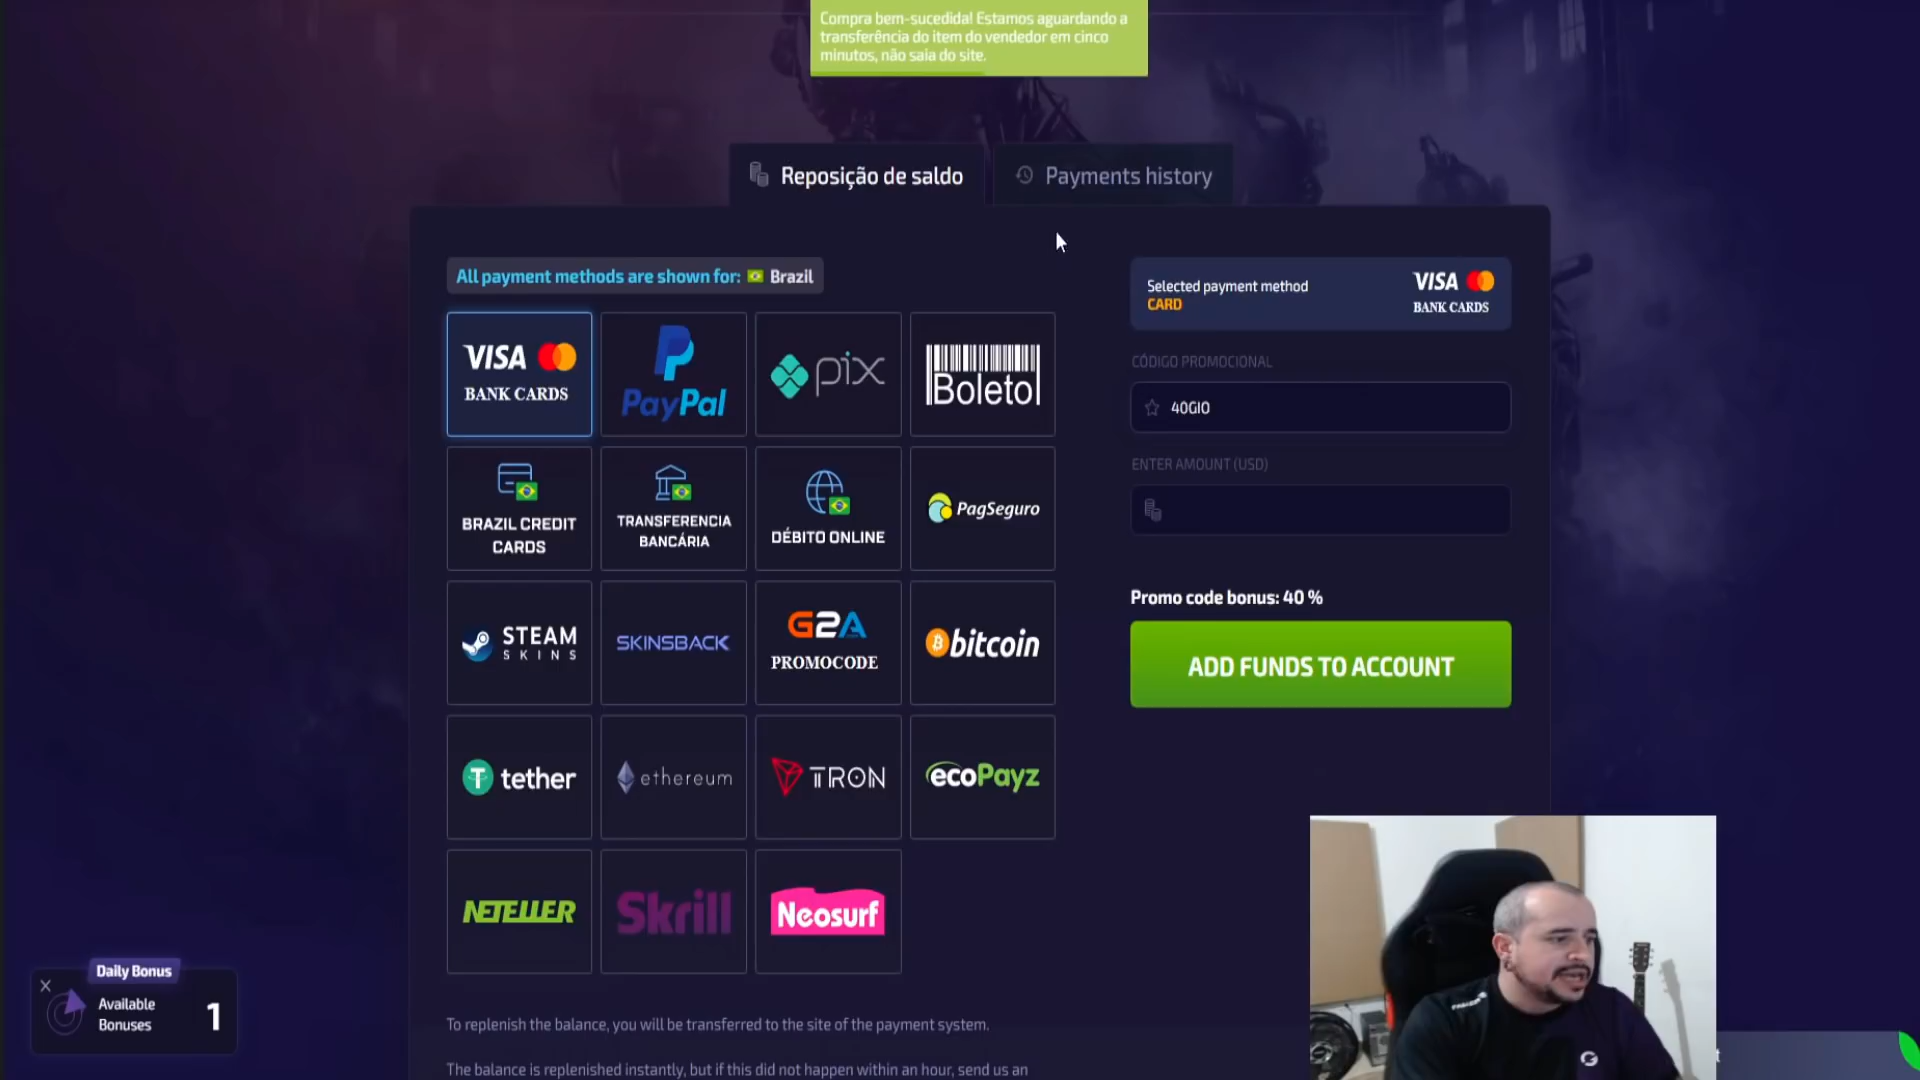 Compra bem-sucedida! Estamos aguardando a
transferência do item do vendedor em cinco
minutos, não saia do site.
Reposição de saldo
Payments history
All payment methods are shown for: Brazil
VISA
BANK CARDS
PayPal
pix
Boleto
BRAZIL CREDIT
CARDS
TRANSFERENCIA
BANCÁRIA
DÉBITO ONLINE
PagSeguro
STEAM
SKINS
SKINSBACK
G2A
PROMOCODE
bitcoin
tether
ethereum
TRON
ecoPayz
NETELLER
Skrill
Neosurf
Selected payment method
CARD
VISA
BANK CARDS
CÓDIGO PROMOCIONAL
40GIO
ENTER AMOUNT (USD)
Promo code bonus: 40 %
ADD FUNDS TO ACCOUNT
Daily Bonus
Available
Bonuses
1
To replenish the balance, you will be transferred to the site of the payment system.
The balance is replenished instantly, but if this did not happen within an hour, send us an